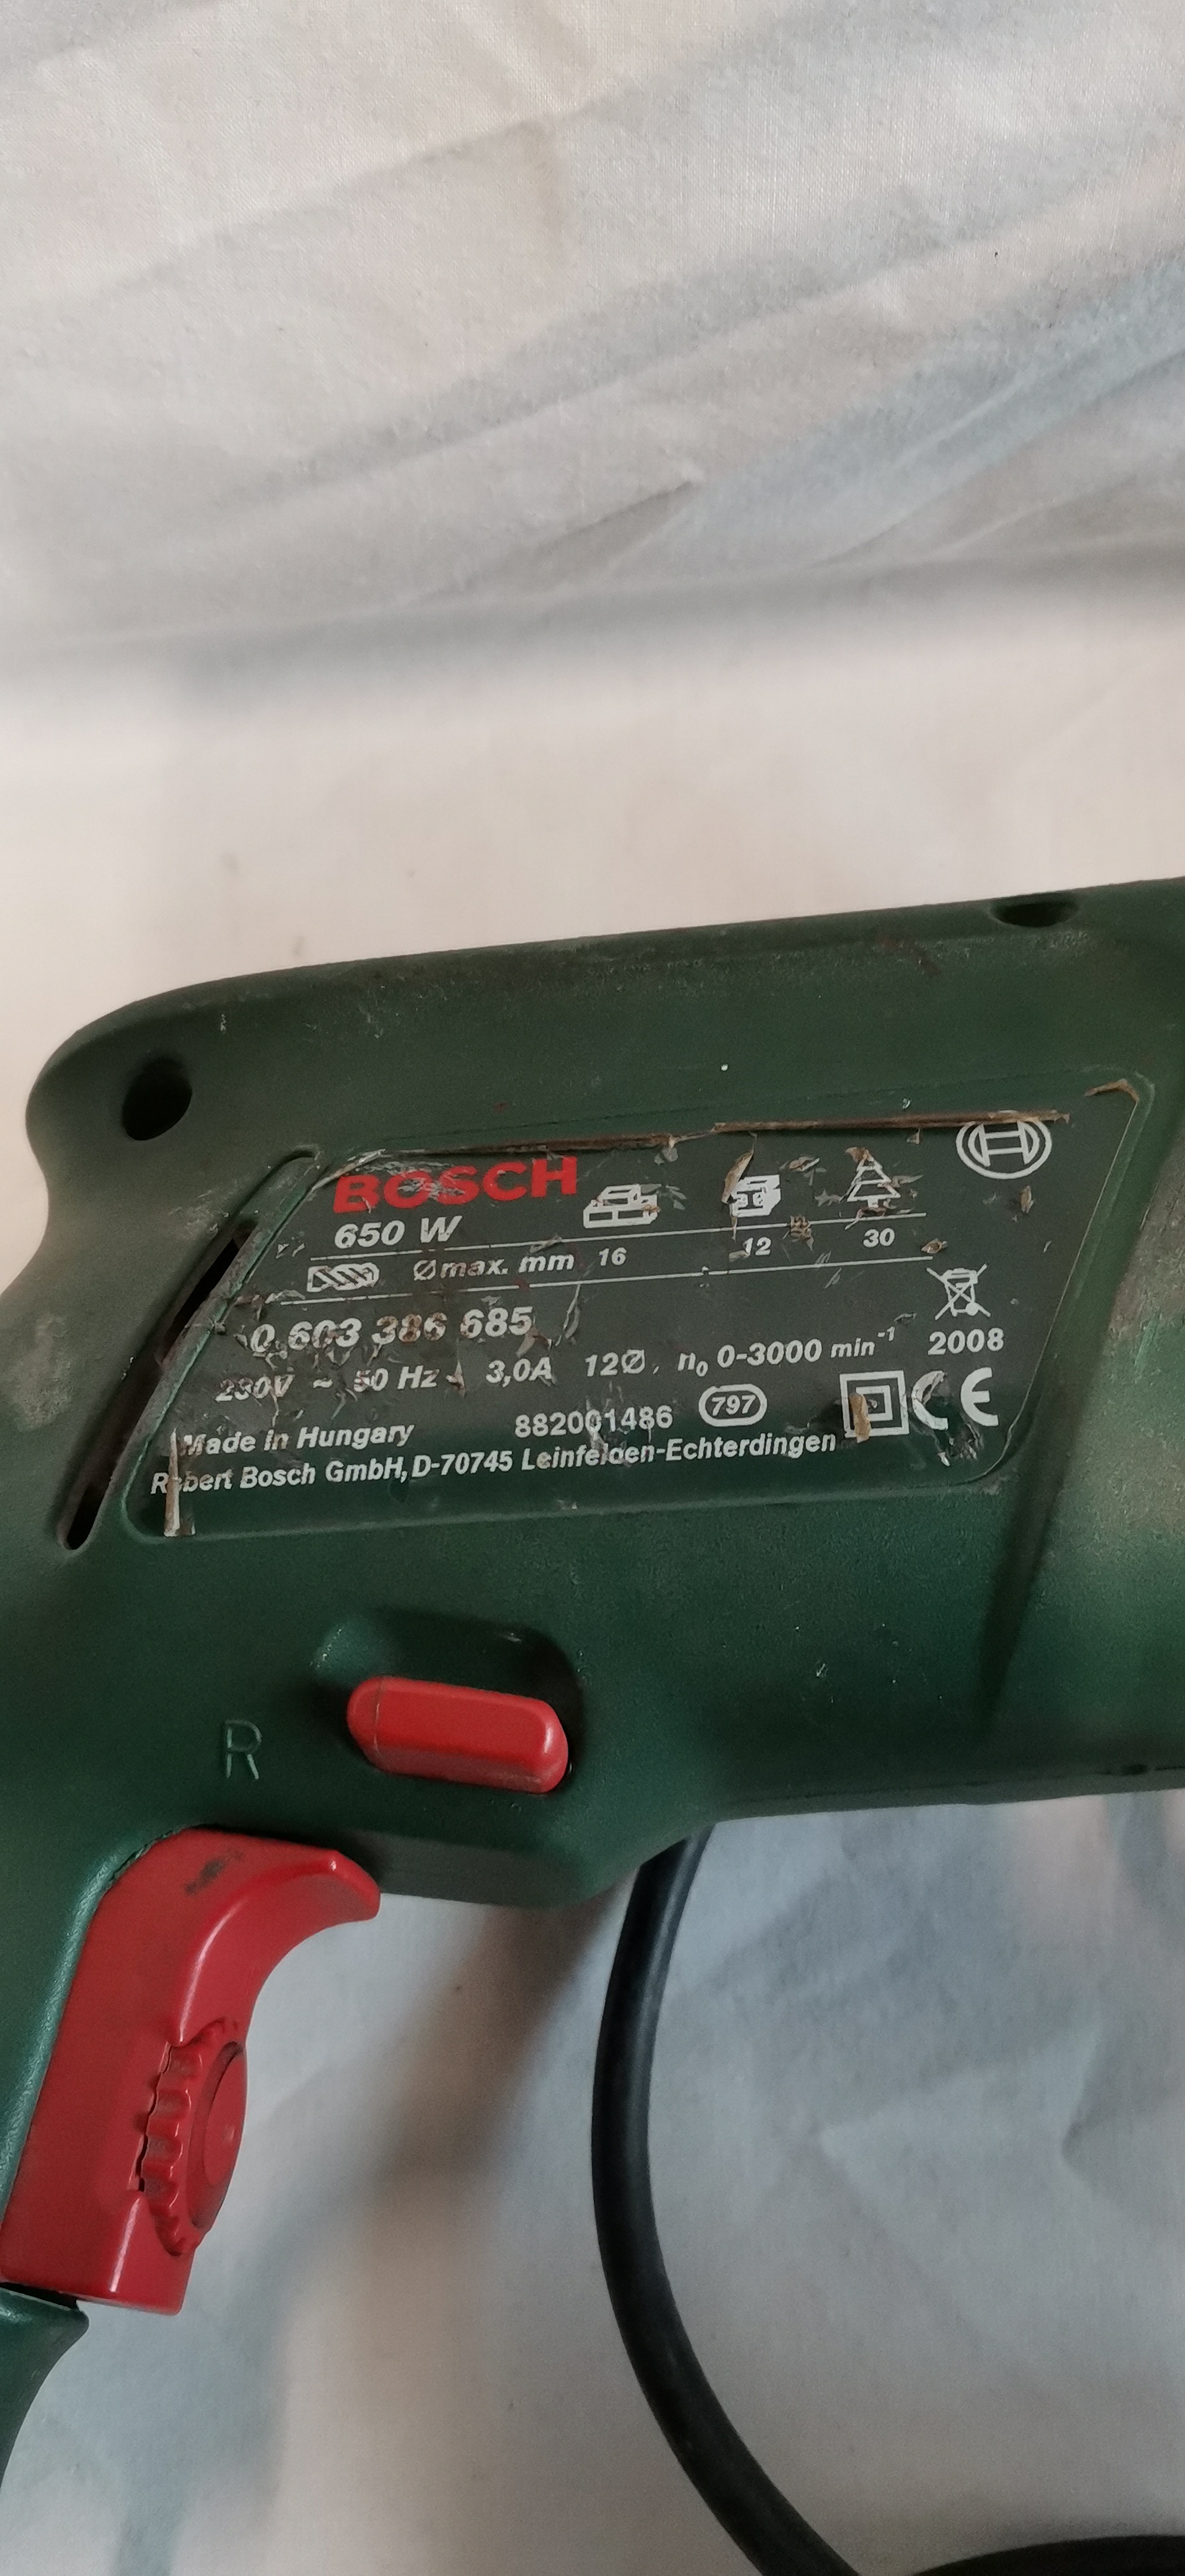 BOSCH
650 W
Ømax. mm 16 12 30
0 603 386 685
230V ~ 50 Hz 3,0A 12Ø n₀ 0-3000 min⁻¹ 2008
Made in Hungary 882001486 797 CE
Robert Bosch GmbH, D-70745 Leinfelden-Echterdingen
R